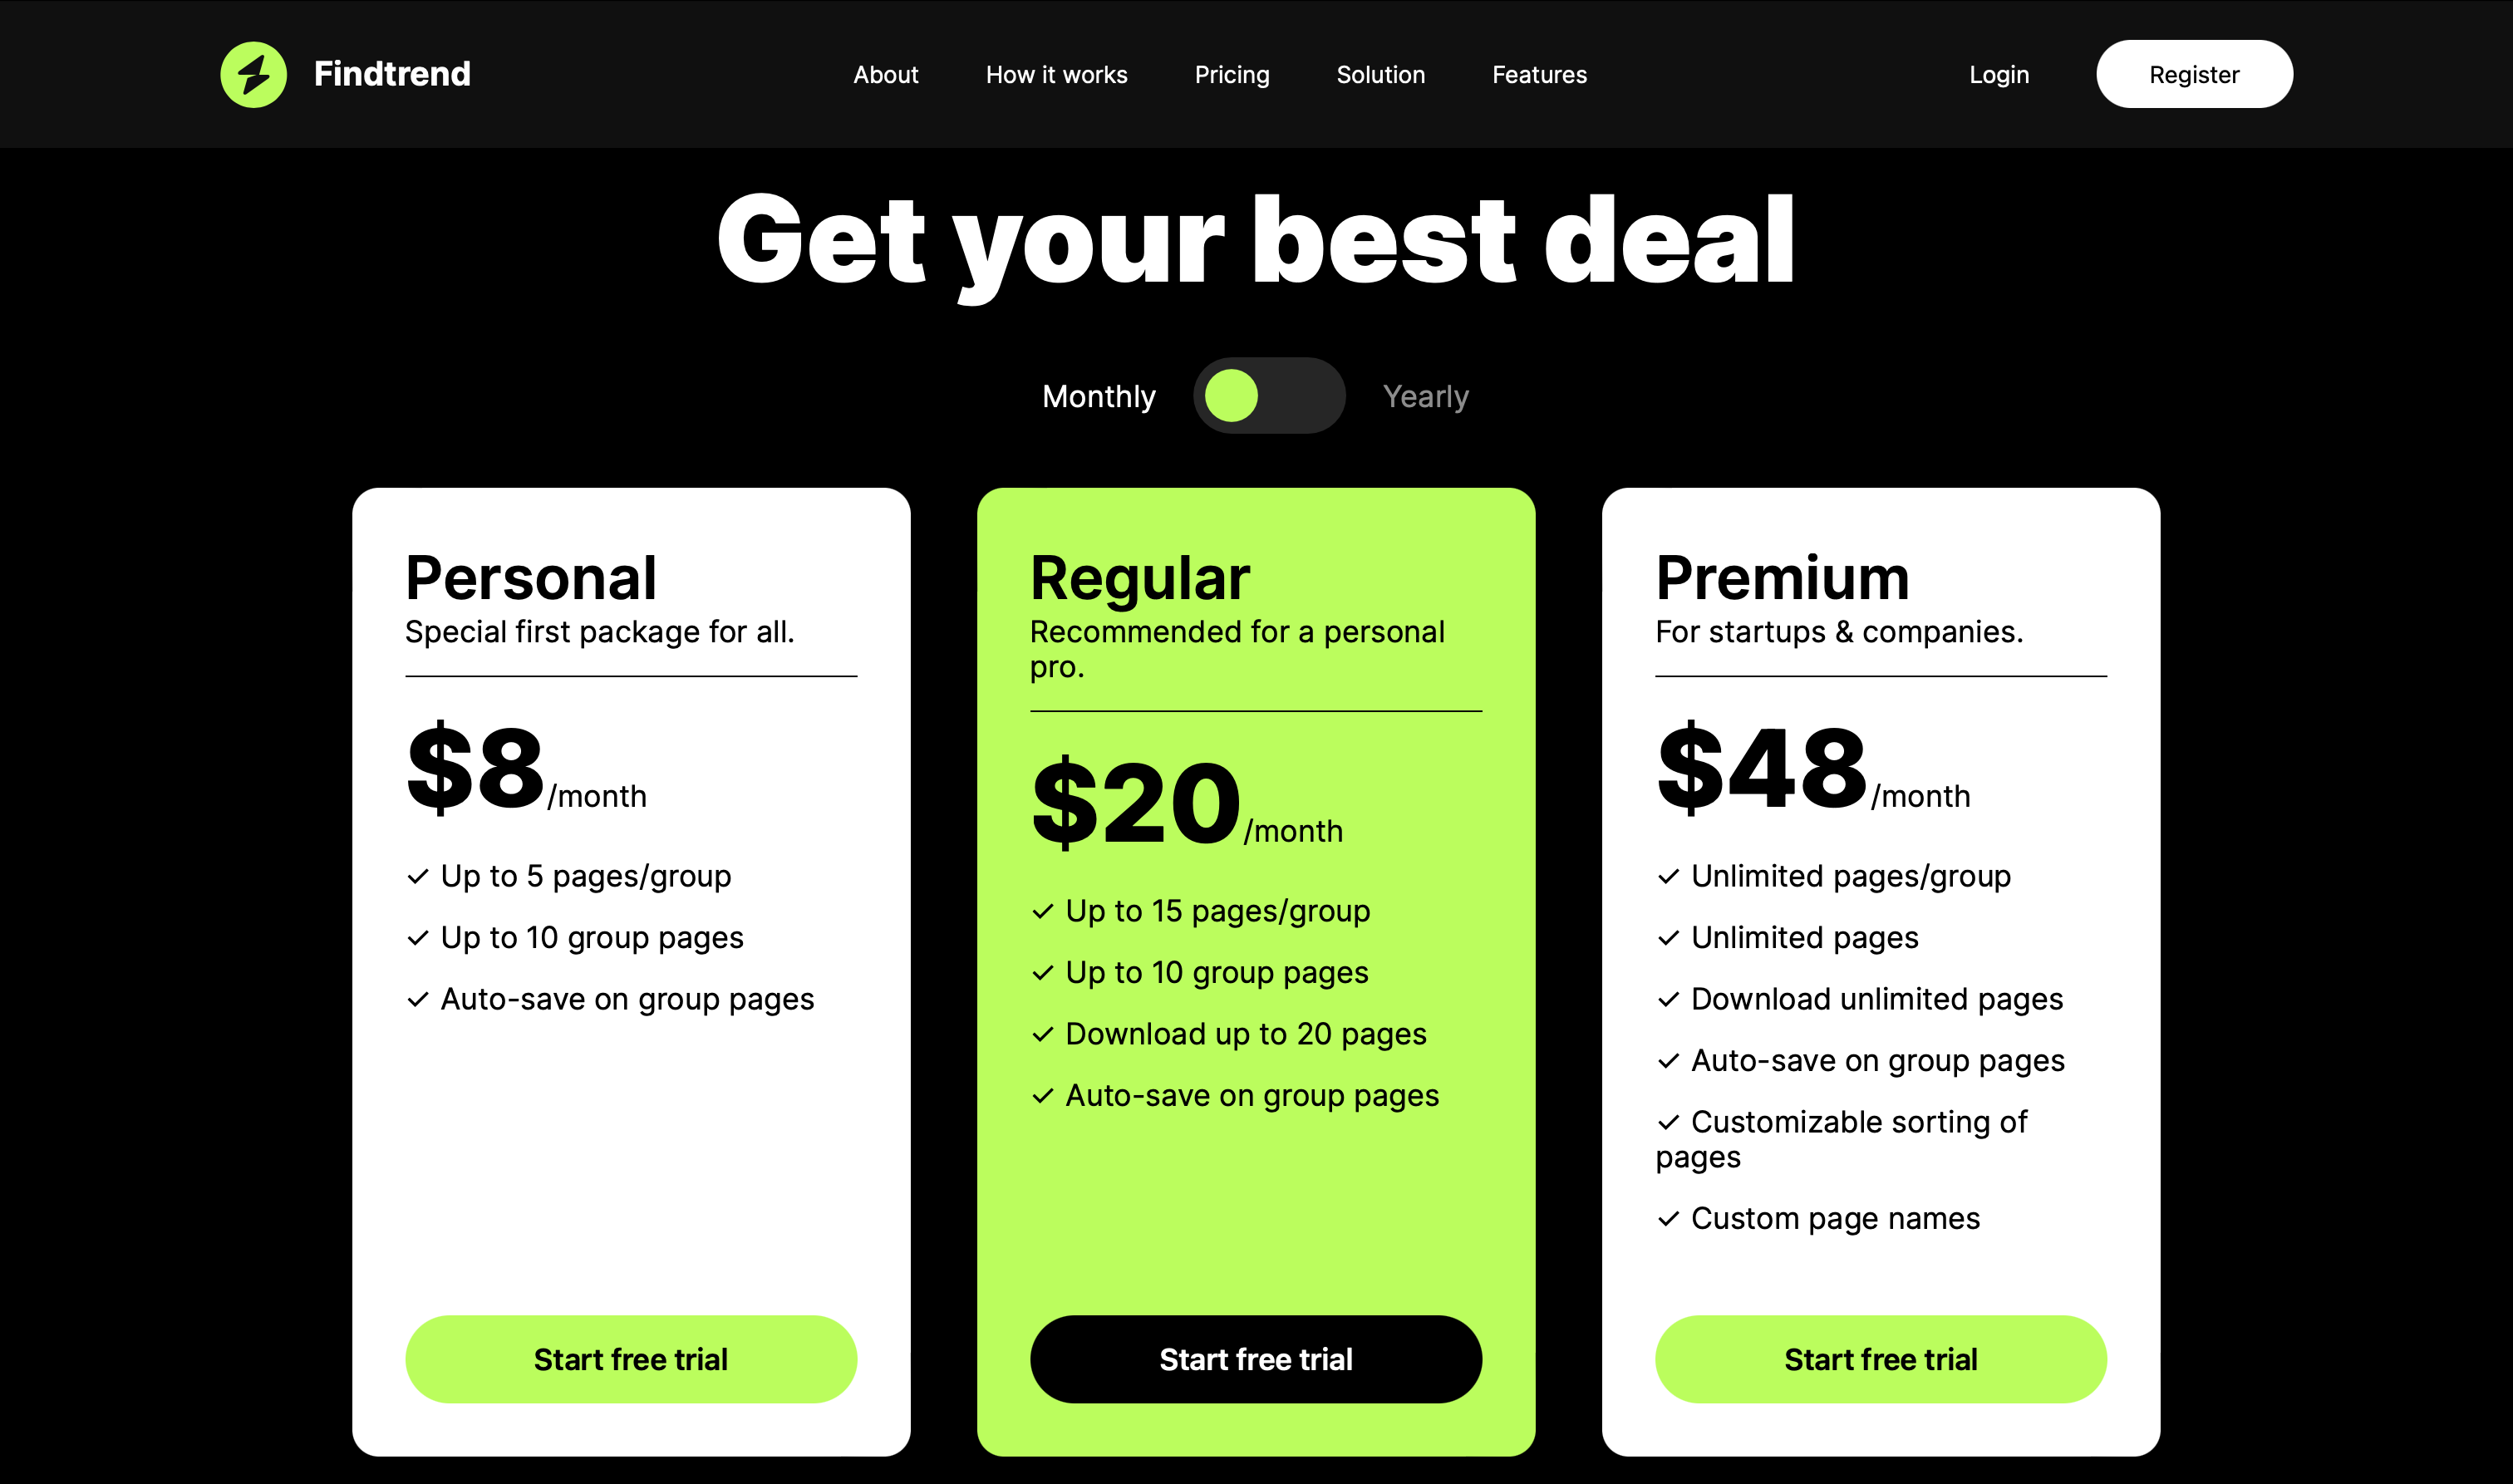 Findtrend
About
How it works
Pricing
Solution
Features
Login
Register
Get your best deal
Monthly
Yearly
Personal
Special first package for all.
$8/month
✓ Up to 5 pages/group
✓ Up to 10 group pages
✓ Auto-save on group pages
Start free trial
Regular
Recommended for a personal
pro.
$20/month
✓ Up to 15 pages/group
✓ Up to 10 group pages
✓ Download up to 20 pages
✓ Auto-save on group pages
Start free trial
Premium
For startups & companies.
$48/month
✓ Unlimited pages/group
✓ Unlimited pages
✓ Download unlimited pages
✓ Auto-save on group pages
✓ Customizable sorting of
pages
✓ Custom page names
Start free trial